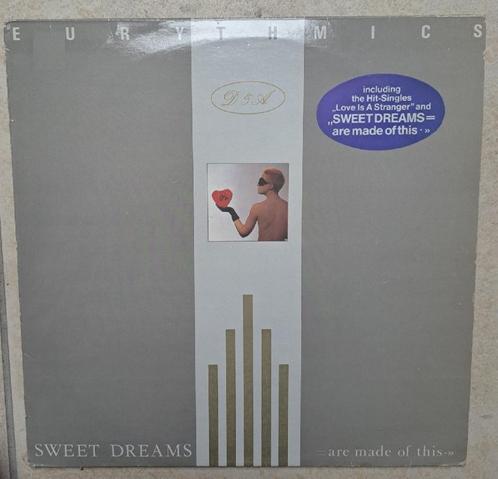 EURYTHMICS
D&A
including
the Hit-Singles
„Love Is A Stranger" and
„SWEET DREAMS=
are made of this·»
SWEET DREAMS =are made of this·»